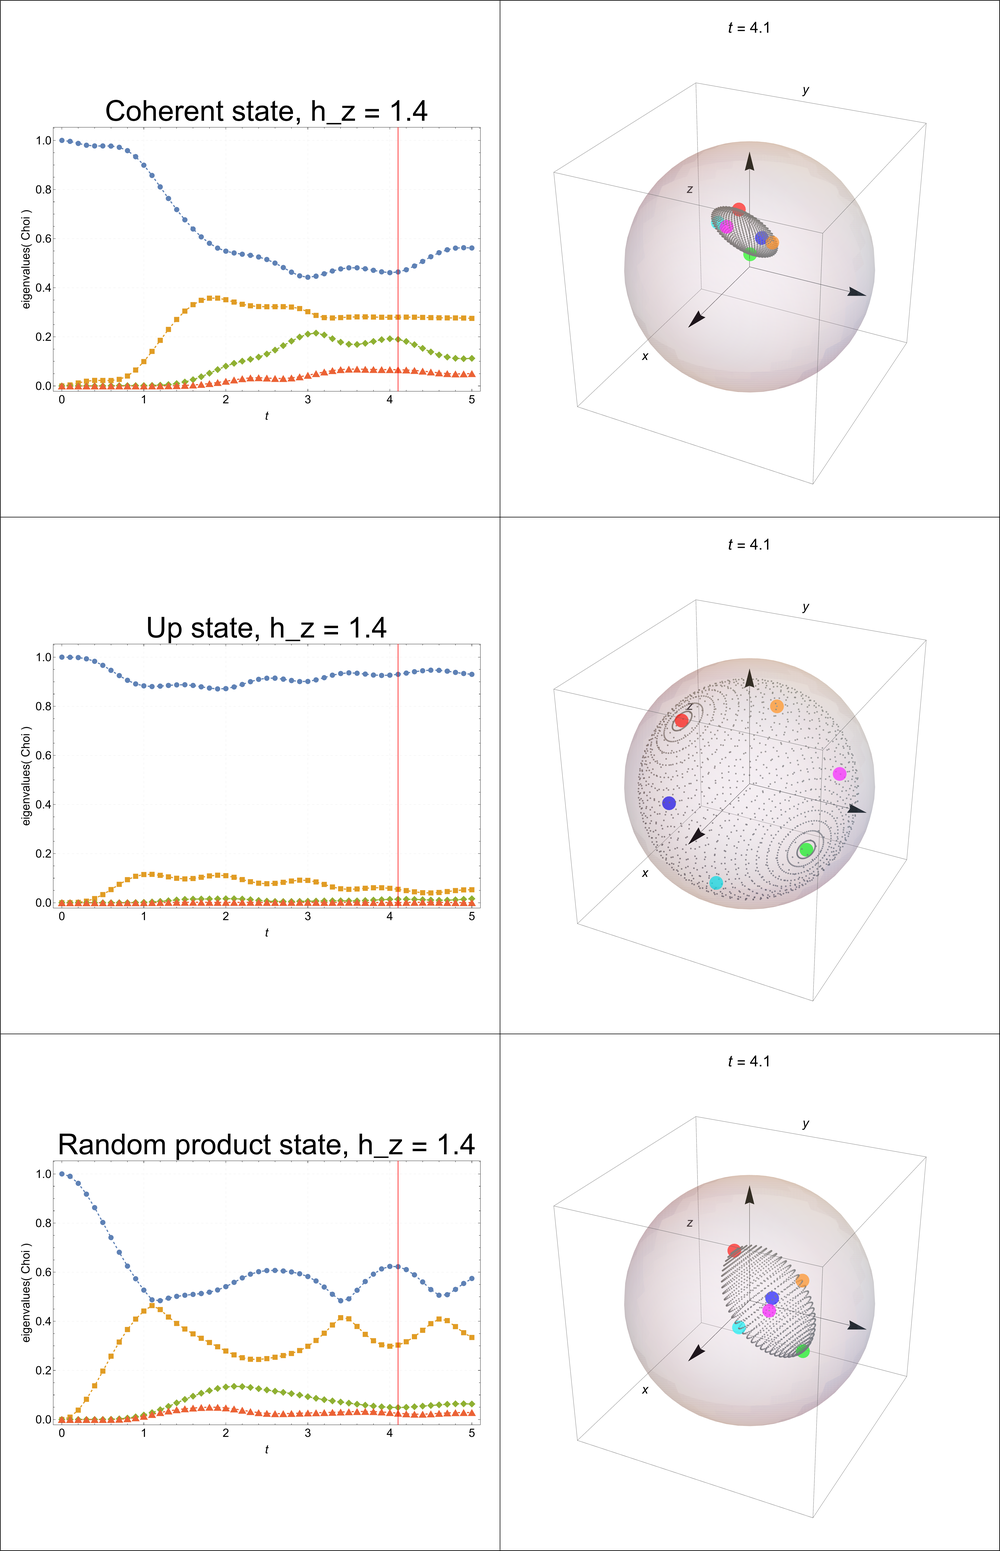 Coherent state, h_z = 1.4
eigenvalues( Choi )
1.0
0.8
0.6
0.4
0.2
0.0
0 1 2 3 4 5
t
t = 4.1
y
z
x
Up state, h_z = 1.4
eigenvalues( Choi )
1.0
0.8
0.6
0.4
0.2
0.0
0 1 2 3 4 5
t
t = 4.1
y
z
x
Random product state, h_z = 1.4
eigenvalues( Choi )
1.0
0.8
0.6
0.4
0.2
0.0
0 1 2 3 4 5
t
t = 4.1
y
z
x